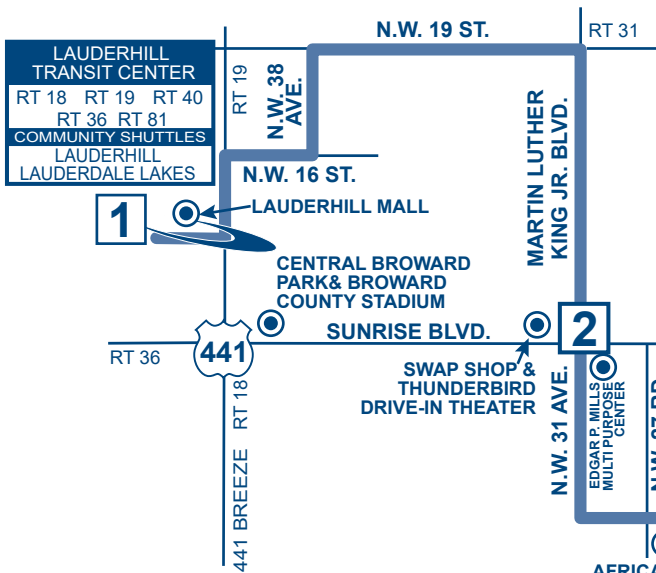 N.W. 19 ST.
RT 31
LAUDERHILL
TRANSIT CENTER
RT 18 RT 19 RT 40
RT 36 RT 81
COMMUNITY SHUTTLES
LAUDERHILL
LAUDERDALE LAKES
RT 19
N.W. 38
AVE.
MARTIN LUTHER
KING JR. BLVD.
N.W. 16 ST.
1
LAUDERHILL MALL
CENTRAL BROWARD
PARK& BROWARD
COUNTY STADIUM
SUNRISE BLVD.
2
RT 36
441
SWAP SHOP &
THUNDERBIRD
DRIVE-IN THEATER
441 BREEZE RT 18
N.W. 31 AVE.
EDGAR P. MILLS
MULTI PURPOSE
CENTER